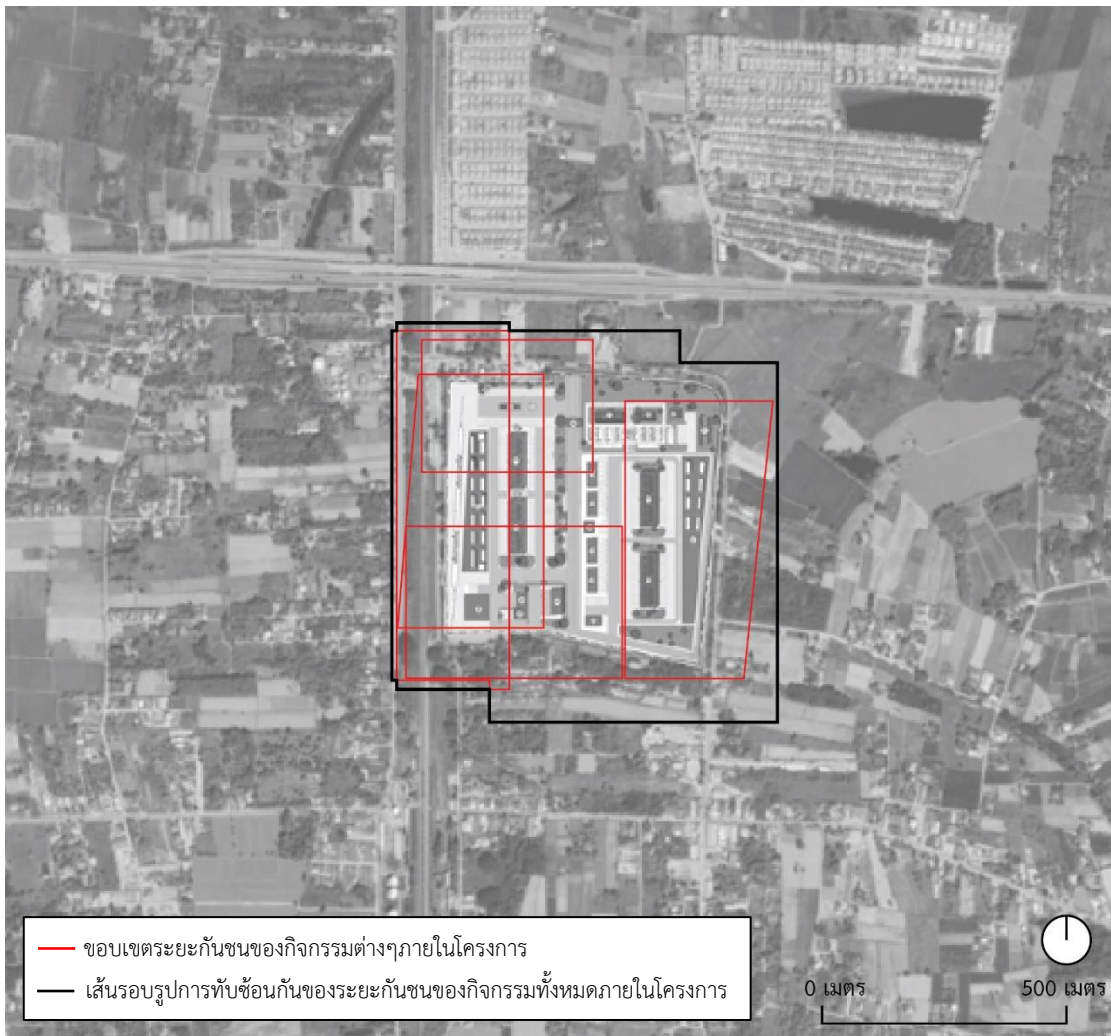 ขอบเขตระยะกันชนของกิจกรรมต่างๆภายในโครงการ
เส้นรอบรูปการทับซ้อนกันของระยะกันชนของกิจกรรมทั้งหมดภายในโครงการ
0 เมตร 500 เมตร